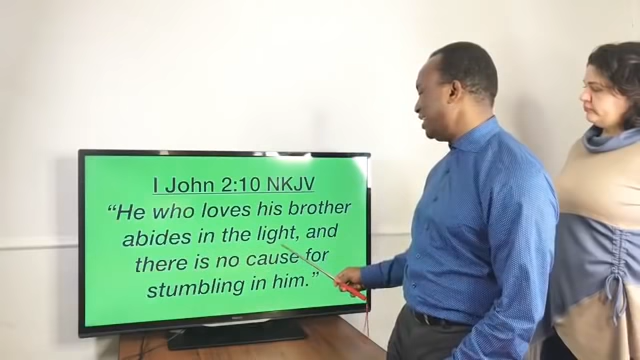 I John 2:10 NKJV
“He who loves his brother
abides in the light, and
there is no cause for
stumbling in him.”